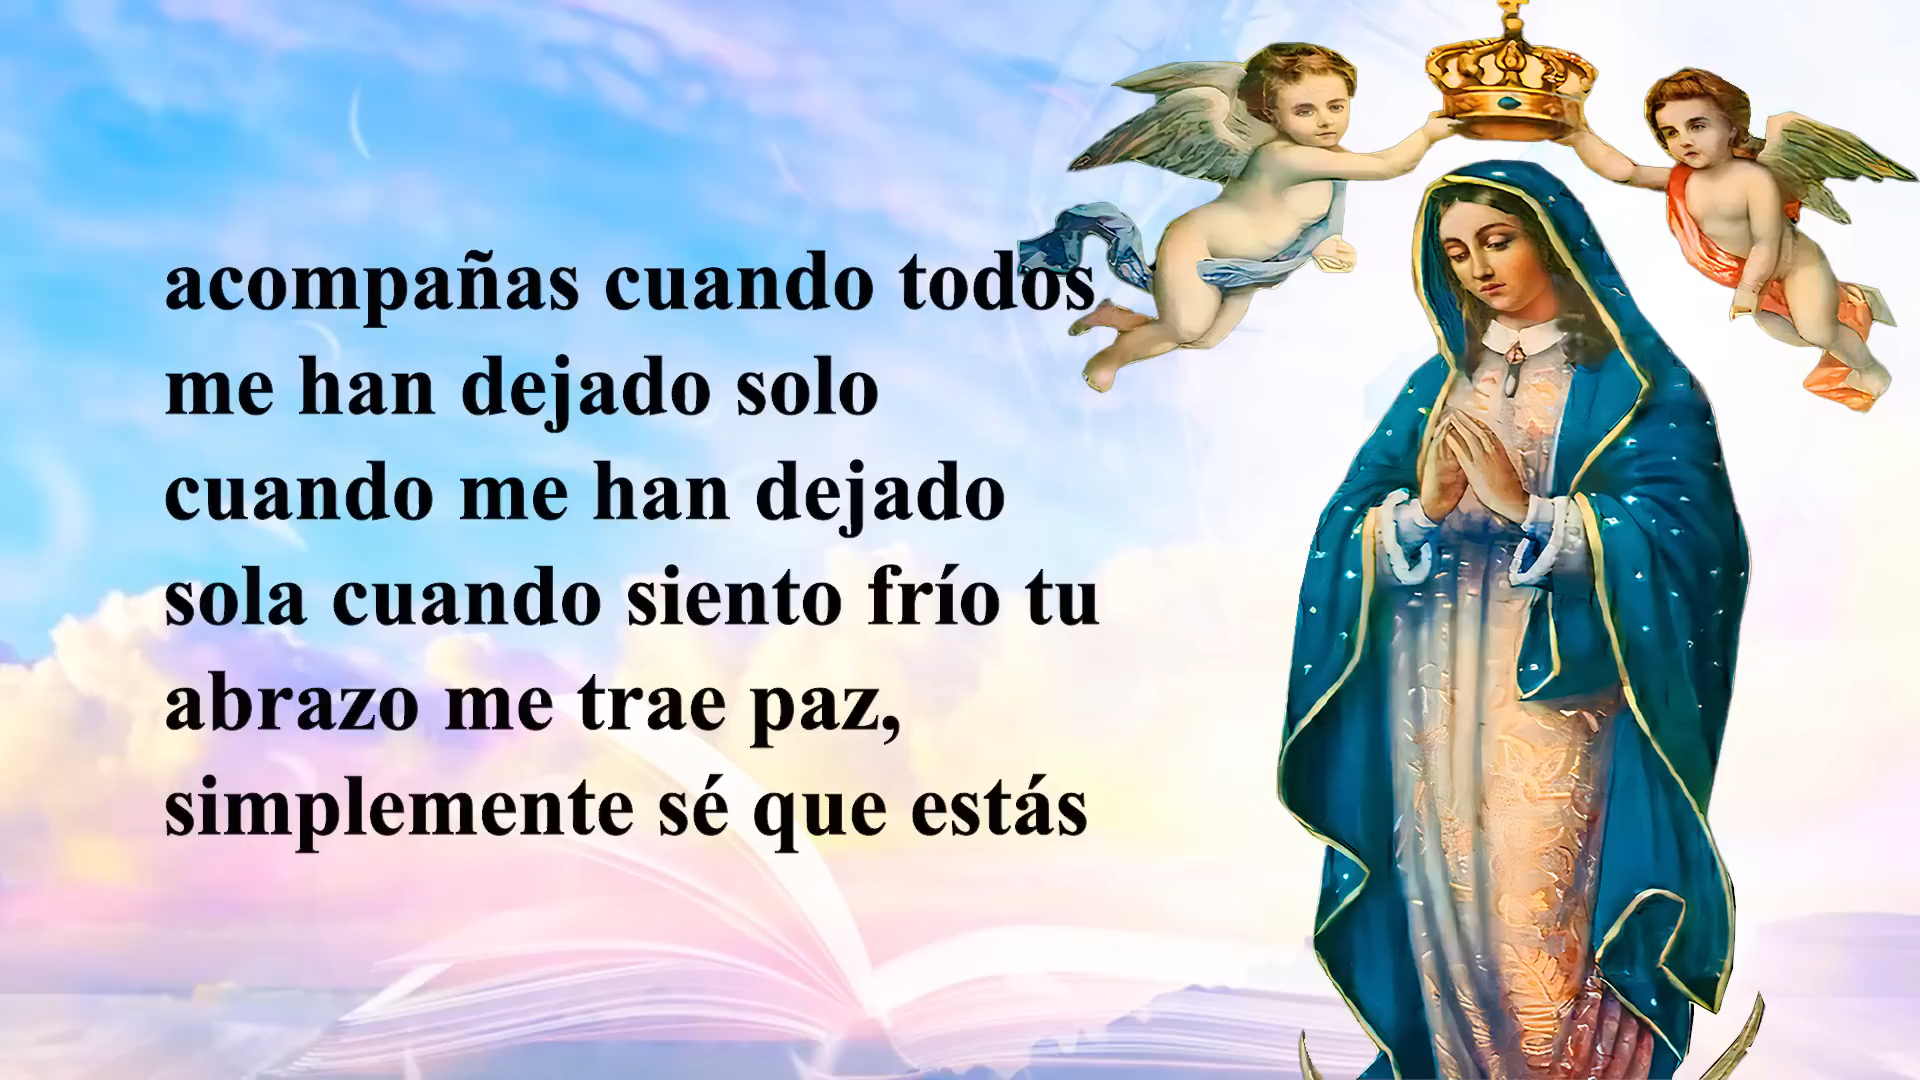 acompañas cuando todos
me han dejado solo
cuando me han dejado
sola cuando siento frío tu
abrazo me trae paz,
simplemente sé que estás